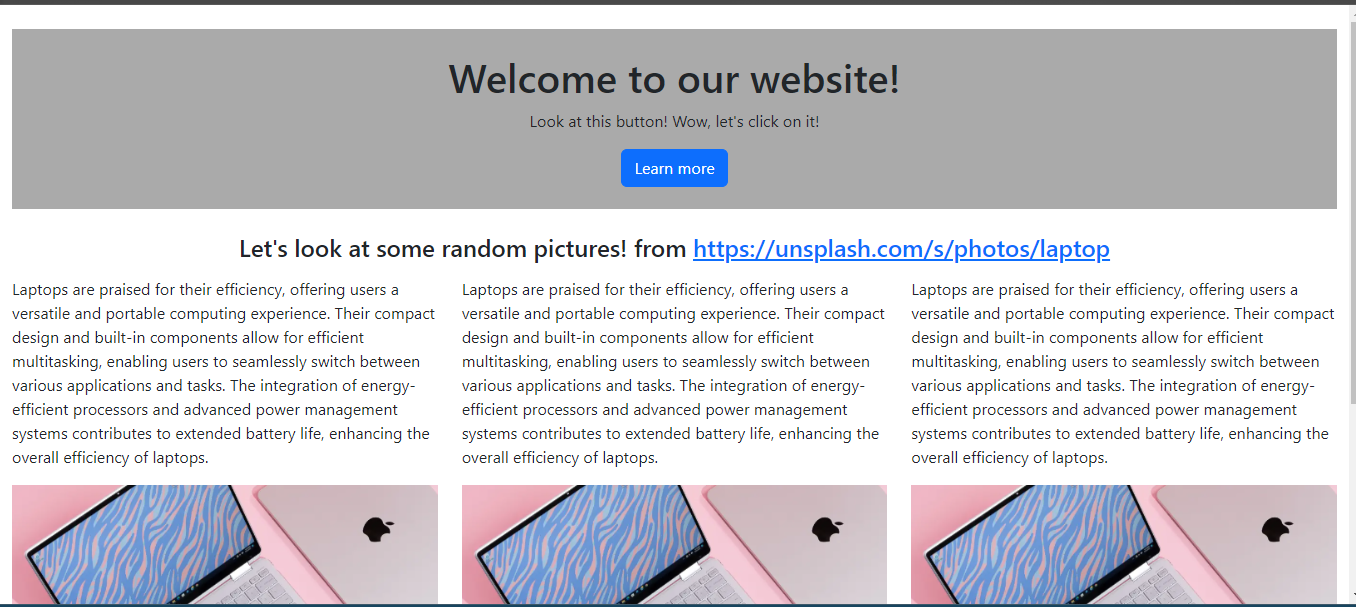 Welcome to our website!
Look at this button! Wow, let's click on it!
Learn more
Let's look at some random pictures! from https://unsplash.com/s/photos/laptop
Laptops are praised for their efficiency, offering users a
versatile and portable computing experience. Their compact
design and built-in components allow for efficient
multitasking, enabling users to seamlessly switch between
various applications and tasks. The integration of energy-
efficient processors and advanced power management
systems contributes to extended battery life, enhancing the
overall efficiency of laptops.
Laptops are praised for their efficiency, offering users a
versatile and portable computing experience. Their compact
design and built-in components allow for efficient
multitasking, enabling users to seamlessly switch between
various applications and tasks. The integration of energy-
efficient processors and advanced power management
systems contributes to extended battery life, enhancing the
overall efficiency of laptops.
Laptops are praised for their efficiency, offering users a
versatile and portable computing experience. Their compact
design and built-in components allow for efficient
multitasking, enabling users to seamlessly switch between
various applications and tasks. The integration of energy-
efficient processors and advanced power management
systems contributes to extended battery life, enhancing the
overall efficiency of laptops.